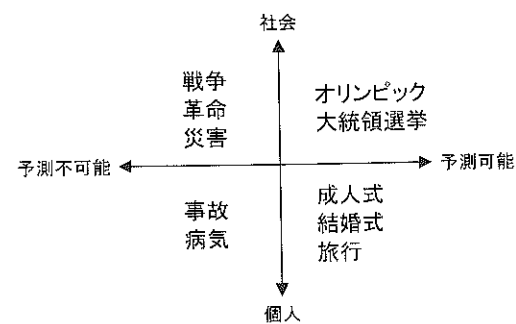 社会
戦争
革命
災害
オリンピック
大統領選挙
予測不可能
予測可能
事故
病気
成人式
結婚式
旅行
個人